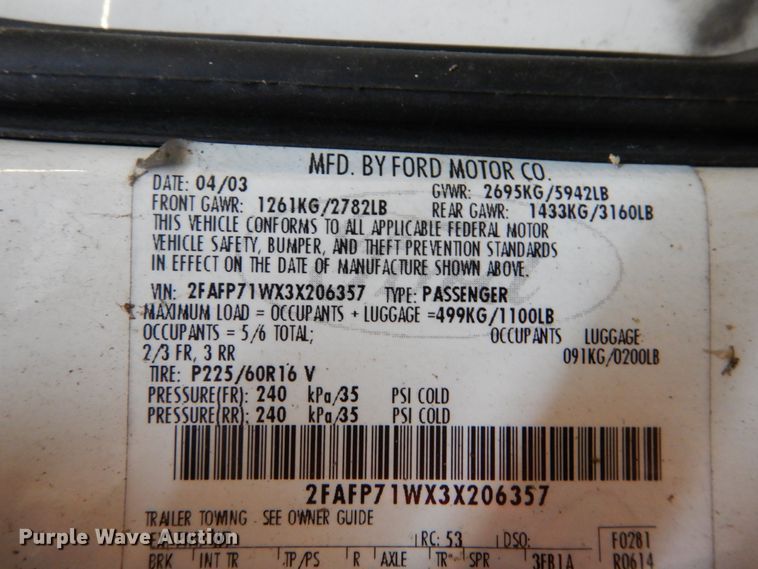 MFD. BY FORD MOTOR CO.
DATE: 04/03 GVWR: 2695KG/5942LB
FRONT GAWR: 1261KG/2782LB REAR GAWR: 1433KG/3160LB
THIS VEHICLE CONFORMS TO ALL APPLICABLE FEDERAL MOTOR
VEHICLE SAFETY, BUMPER, AND THEFT PREVENTION STANDARDS
IN EFFECT ON THE DATE OF MANUFACTURE SHOWN ABOVE.
VIN: 2FAFP71WX3X206357 TYPE: PASSENGER
MAXIMUM LOAD = OCCUPANTS + LUGGAGE =499KG/1100LB
OCCUPANTS = 5/6 TOTAL; OCCUPANTS LUGGAGE
2/3 FR, 3 RR 091KG/0200LB
TIRE: P225/60R16 V
PRESSURE(FR): 240 kPa/35 PSI COLD
PRESSURE(RR): 240 kPa/35 PSI COLD
2FAFP71WX3X206357
TRAILER TOWING - SEE OWNER GUIDE
Purple Wave Auction
RC: 53 DSO: F0281
BRK INT TR TP/PS R AXLE TR SPR 3FB1A R0614